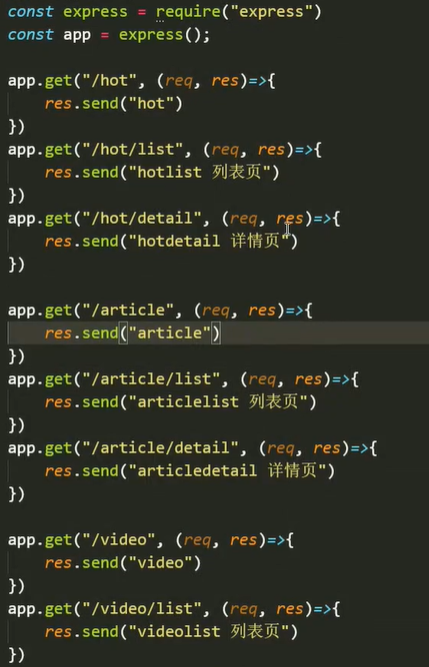 const express = require("express")
const app = express();
app.get("/hot", (req, res)=>{
res.send("hot")
})
app.get("/hot/list", (req, res)=>{
res.send("hotlist 列表页")
})
app.get("/hot/detail", (req, res)=>{
res.send("hotdetail 详情页")
})
app.get("/article", (req, res)=>{
res.send("article")
})
app.get("/article/list", (req, res)=>{
res.send("articlelist 列表页")
})
app.get("/article/detail", (req, res)=>{
res.send("articledetail 详情页")
})
app.get("/video", (req, res)=>{
res.send("video")
})
app.get("/video/list", (req, res)=>{
res.send("videolist 列表页")
})